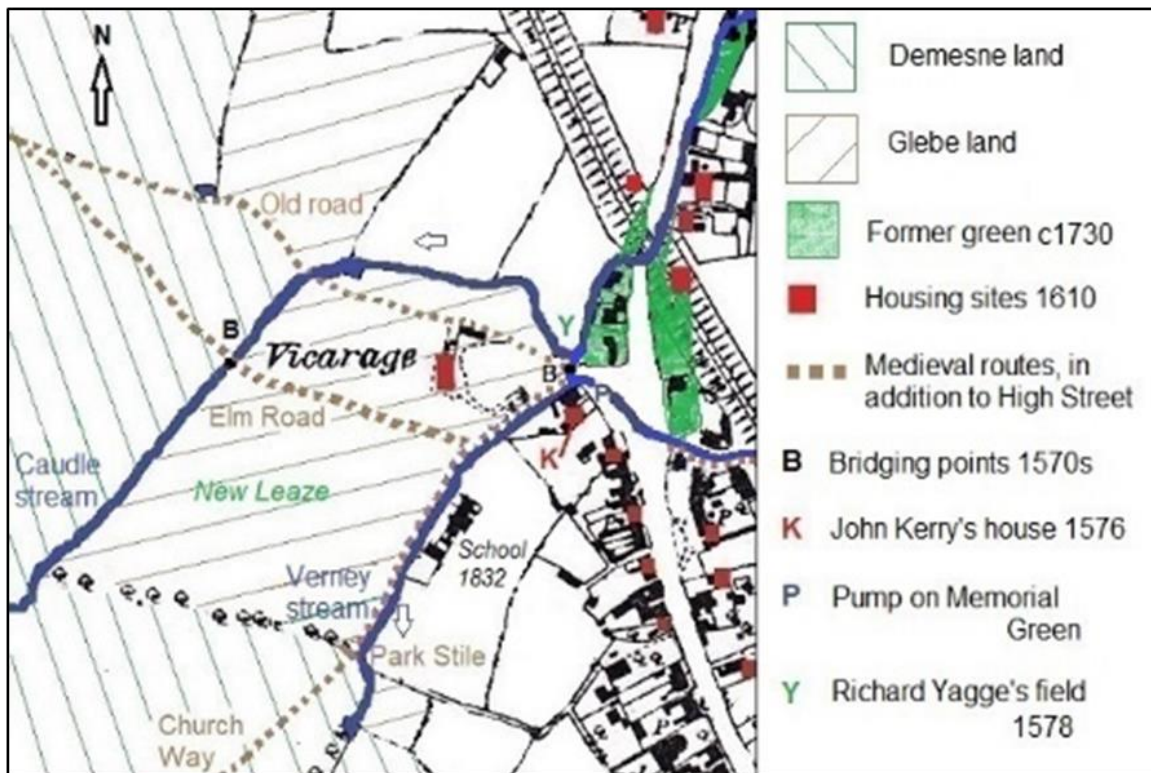 N
P
Old road
Y
B
Vicarage
B
P
Elm Road
K
Caudle
stream
New Leaze
School
1832
Verney
stream
Park Stile
Church
Way
P
P
Demesne land
Glebe land
Former green c1730
Housing sites 1610
Medieval routes, in
addition to High Street
B Bridging points 1570s
K John Kerry's house 1576
P Pump on Memorial
Green
Y Richard Yagge's field
1578